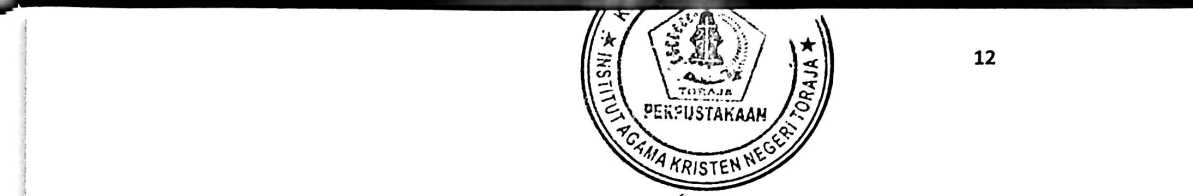 12
TORAJA
PERPUSTAKAAN
★ INSTITUT AGAMA KRISTEN NEGERI TORAJA ★